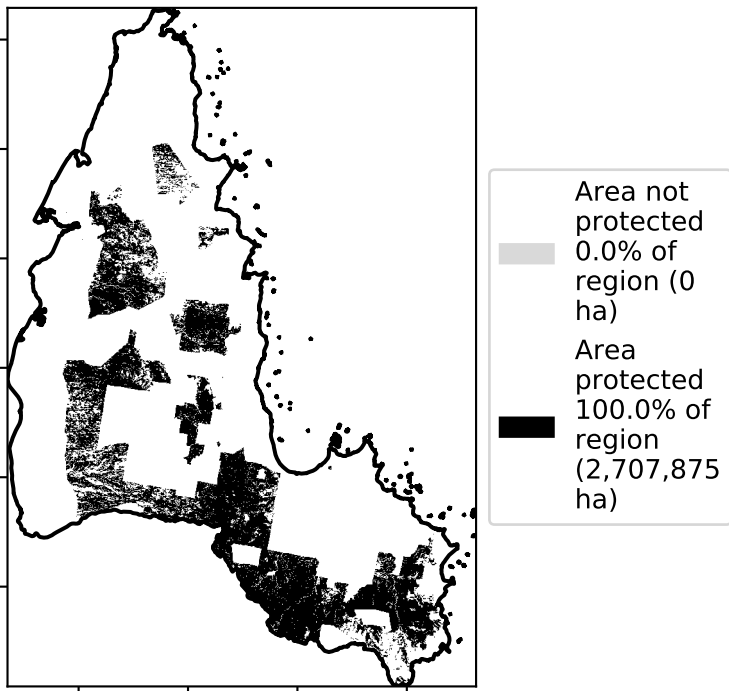 Area not
protected
0.0% of
region (0
ha)
Area
protected
100.0% of
region
(2,707,875
ha)